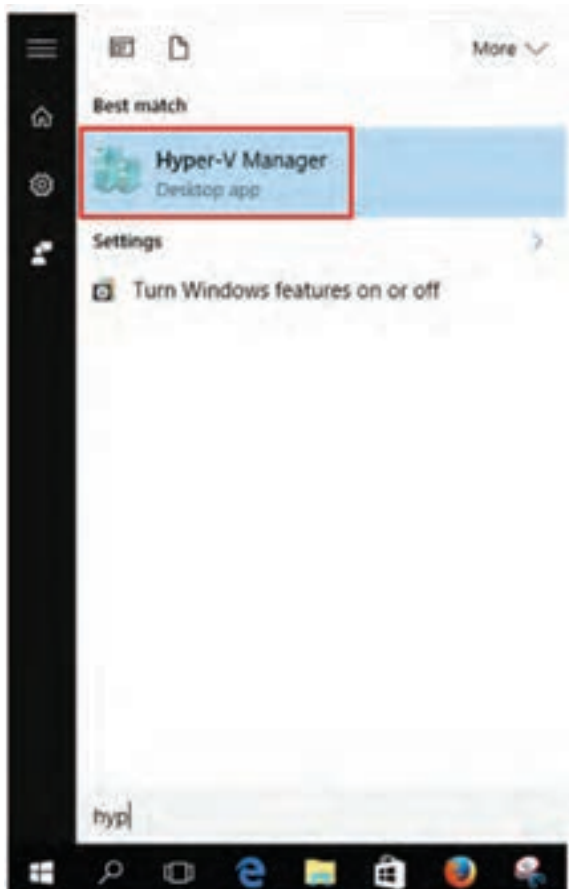 More
Best match
Hyper-V Manager
Desktop app
Settings
Turn Windows features on or off
hyp